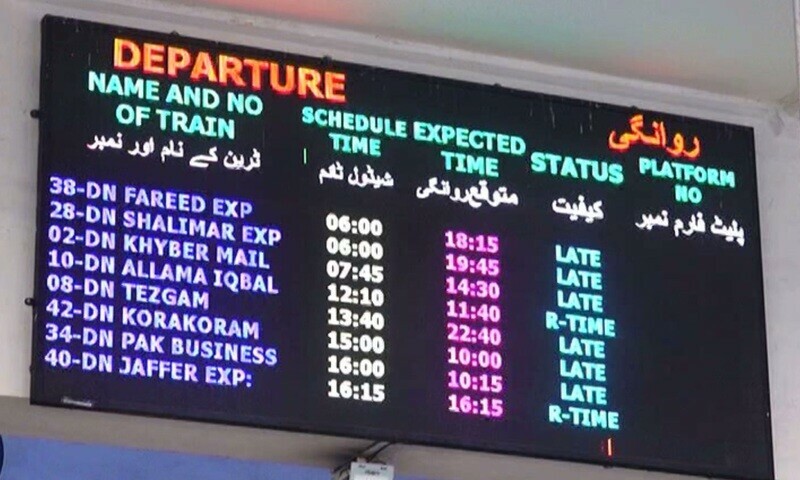 DEPARTURE روانگی
NAME AND NO OF TRAIN
SCHEDULE TIME
EXPECTED TIME
STATUS
PLATFORM NO
ٹرین کے نام اور نمبر شیڈول ٹائم متوقع روانگی کیفیت پلیٹ فارم نمبر
38-DN FAREED EXP 06:00 18:15 LATE
28-DN SHALIMAR EXP 06:00 19:45 LATE
02-DN KHYBER MAIL 07:45 14:30 LATE
10-DN ALLAMA IQBAL 12:10 11:40 R-TIME
08-DN TEZGAM 13:40 22:40 LATE
42-DN KORAKORAM 15:00 10:00 LATE
34-DN PAK BUSINESS 16:00 10:15 LATE
40-DN JAFFER EXP: 16:15 16:15 R-TIME